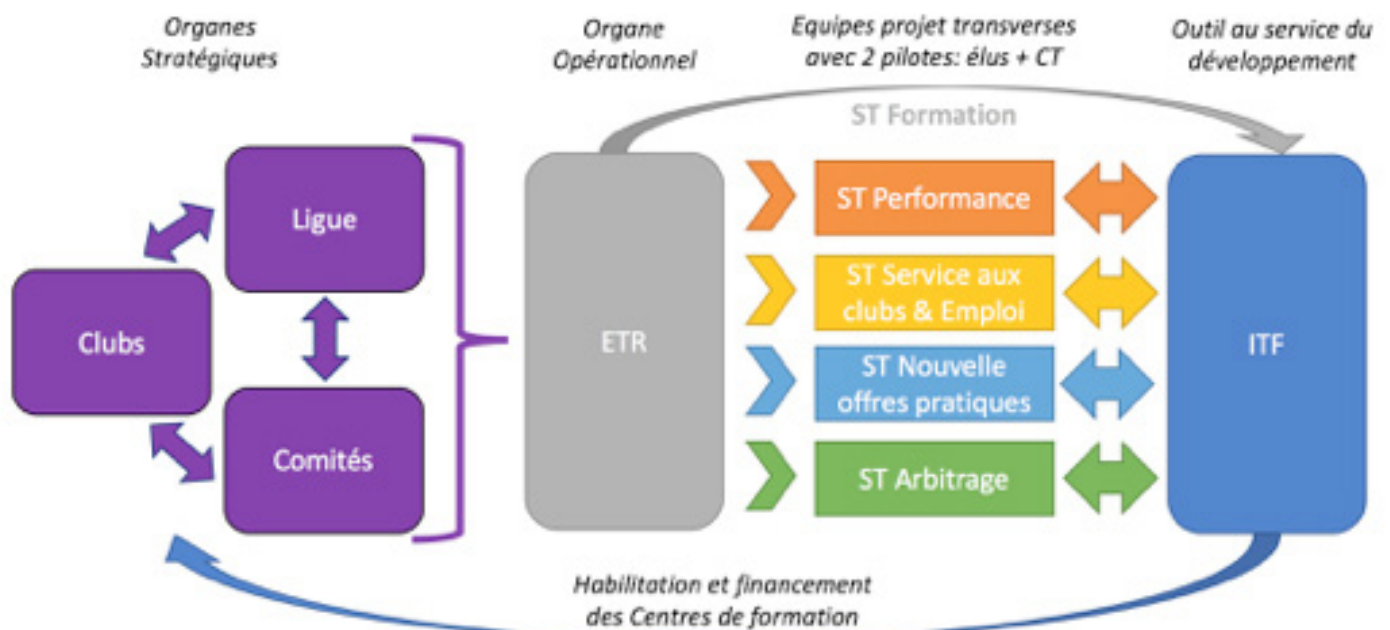 Organes
Stratégiques
Organe
Opérationnel
Equipes projet transverses
avec 2 pilotes: élus + CT
Outil au service du
développement
ST Formation
Ligue
Clubs
Comités
ETR
ST Performance
ST Service aux
clubs & Emploi
ST Nouvelle
offres pratiques
ST Arbitrage
ITF
Habilitation et financement
des Centres de formation